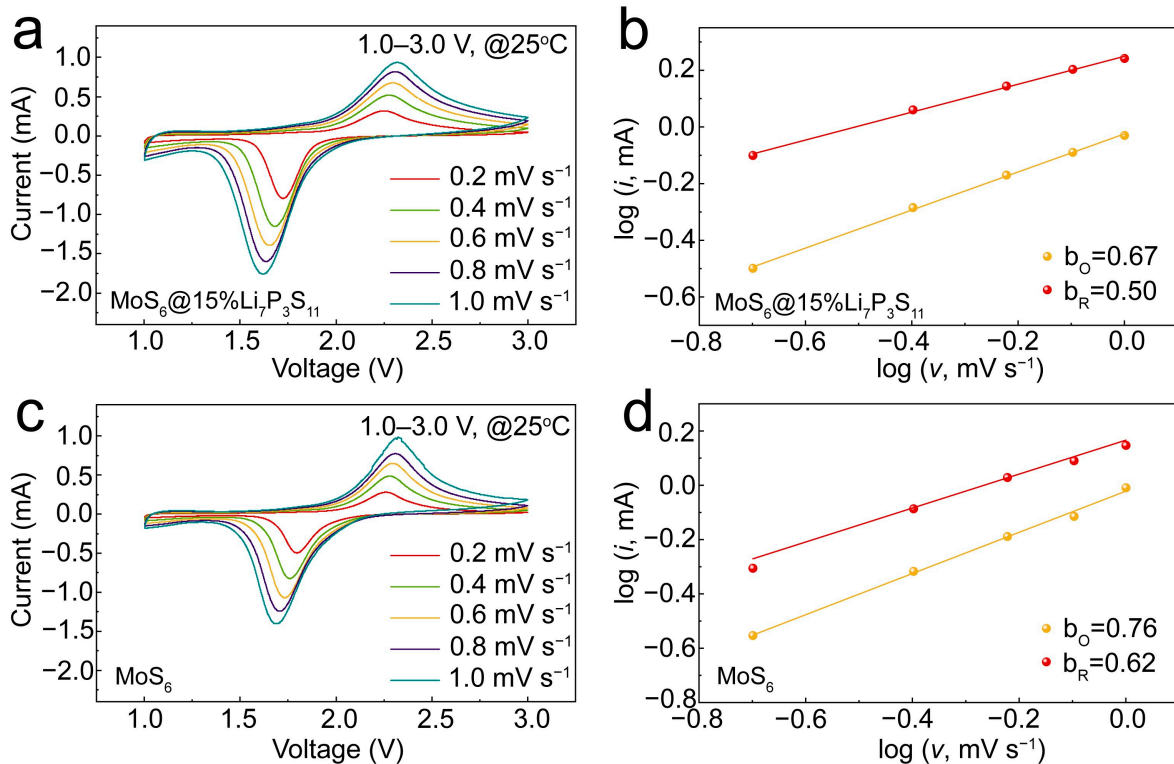 a
1.0–3.0 V, @25°C
Current (mA)
1.0
0.5
0.0
−0.5
−1.0
−1.5
−2.0
0.2 mV s⁻¹
0.4 mV s⁻¹
0.6 mV s⁻¹
0.8 mV s⁻¹
1.0 mV s⁻¹
MoS₆@15%Li₇P₃S₁₁
1.0 1.5 2.0 2.5 3.0
Voltage (V)
b
log (i, mA)
0.2
0.0
−0.2
−0.4
−0.6
b_O=0.67
b_R=0.50
MoS₆@15%Li₇P₃S₁₁
−0.8 −0.6 −0.4 −0.2 0.0
log (v, mV s⁻¹)
c
1.0–3.0 V, @25°C
Current (mA)
1.0
0.5
0.0
−0.5
−1.0
−1.5
−2.0
0.2 mV s⁻¹
0.4 mV s⁻¹
0.6 mV s⁻¹
0.8 mV s⁻¹
1.0 mV s⁻¹
MoS₆
1.0 1.5 2.0 2.5 3.0
Voltage (V)
d
log (i, mA)
0.2
0.0
−0.2
−0.4
−0.6
−0.8
b_O=0.76
b_R=0.62
MoS₆
−0.8 −0.6 −0.4 −0.2 0.0
log (v, mV s⁻¹)